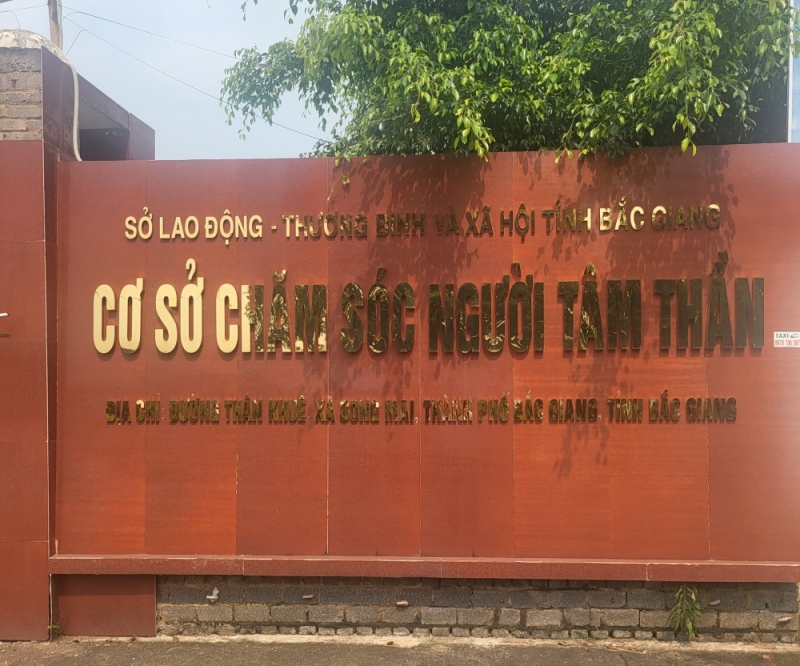 SỞ LAO ĐỘNG - THƯƠNG BINH VÀ XÃ HỘI TỈNH BẮC GIANG
CƠ SỞ CHĂM SÓC NGƯỜI TÂM THẦN
ĐỊA CHỈ: ĐƯỜNG THÂN KHUÊ, XÃ SONG MAI, THÀNH PHỐ BẮC GIANG, TỈNH BẮC GIANG
TAXI